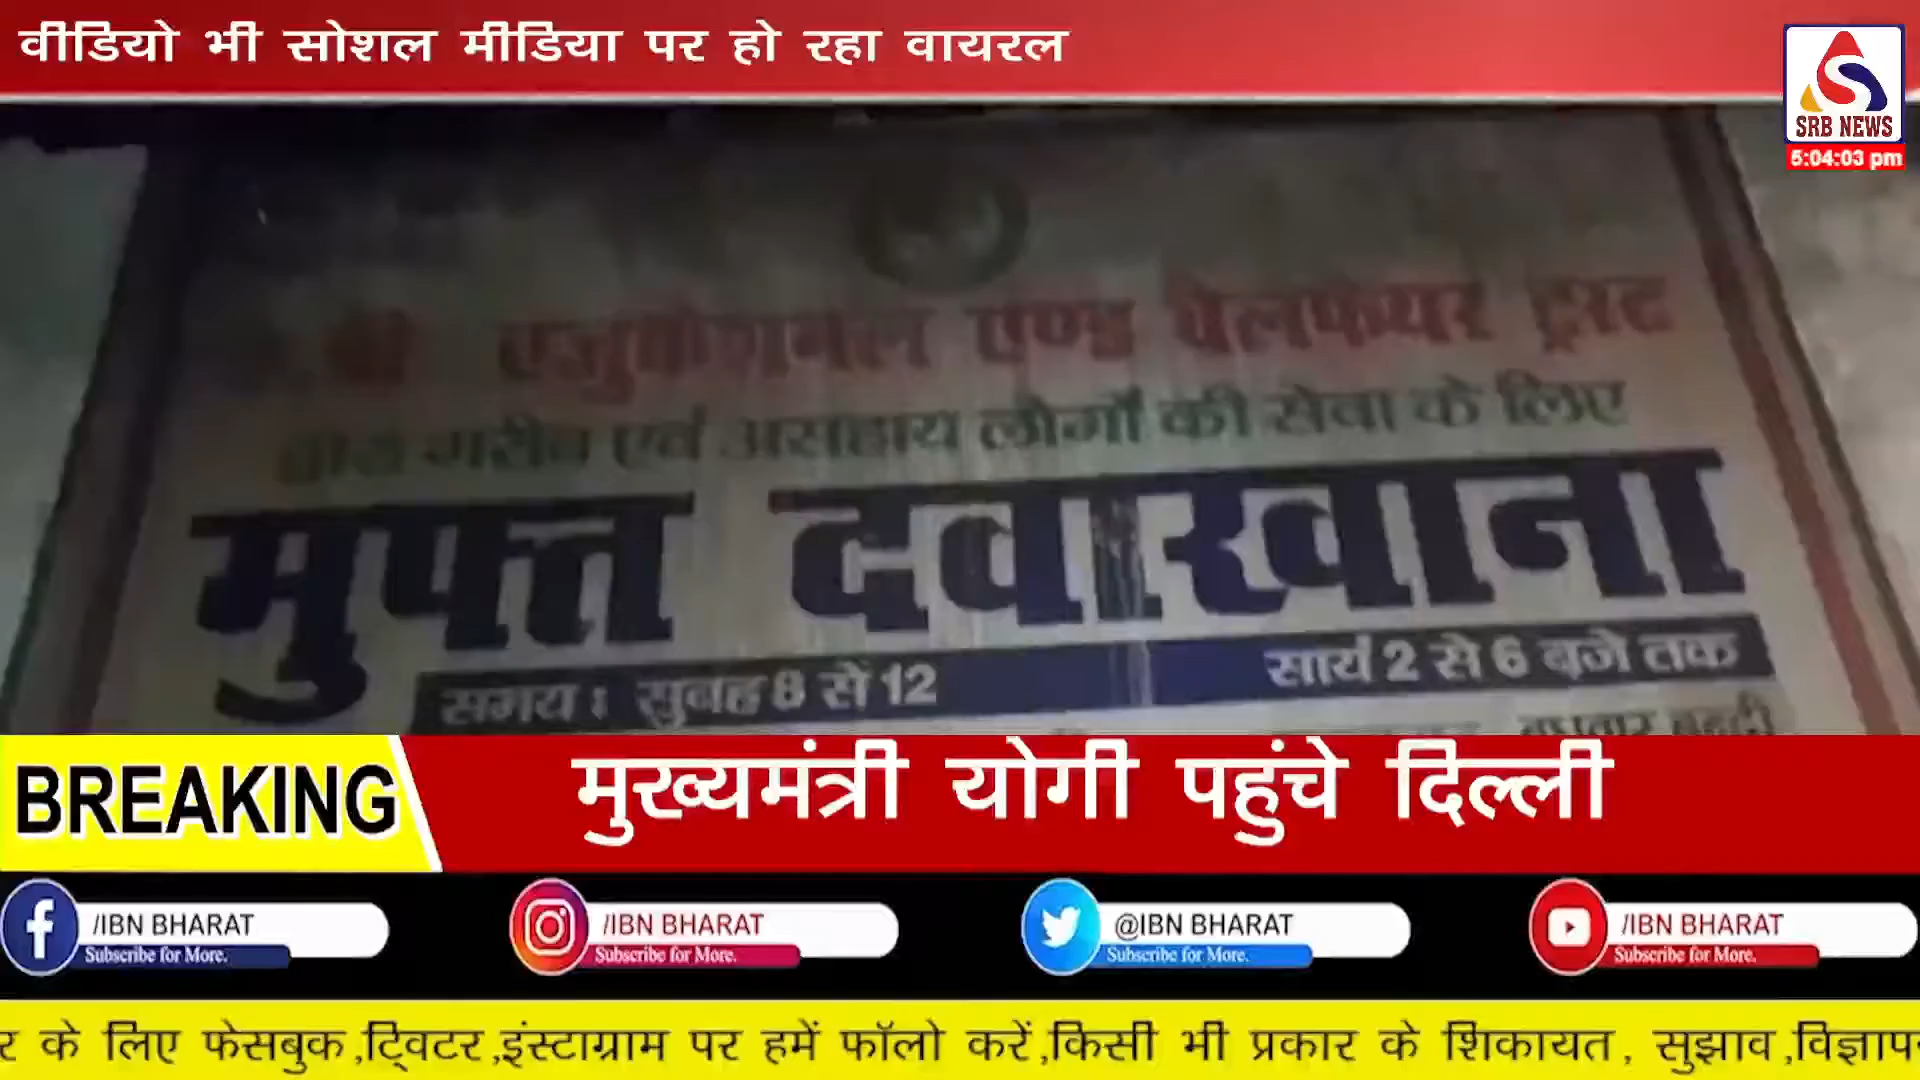 वीडियो भी सोशल मीडिया पर हो रहा वायरल
SRB NEWS
5:04:03 pm
एजुकेशनल एण्ड वेलफेयर ट्रस्ट
द्वारा गरीब एवं असहाय लोगों की सेवा के लिए
मुफ्त दवाखाना
समय: सुबह 8 से 12 सायं 2 से 6 बजे तक
BREAKING
मुख्यमंत्री योगी पहुंचे दिल्ली
/IBN BHARAT
Subscribe for More.
/IBN BHARAT
Subscribe for More.
@IBN BHARAT
Subscribe for More.
/IBN BHARAT
Subscribe for More.
र के लिए फेसबुक,ट्विटर,इंस्टाग्राम पर हमें फॉलो करें,किसी भी प्रकार के शिकायत, सुझाव,विज्ञाप